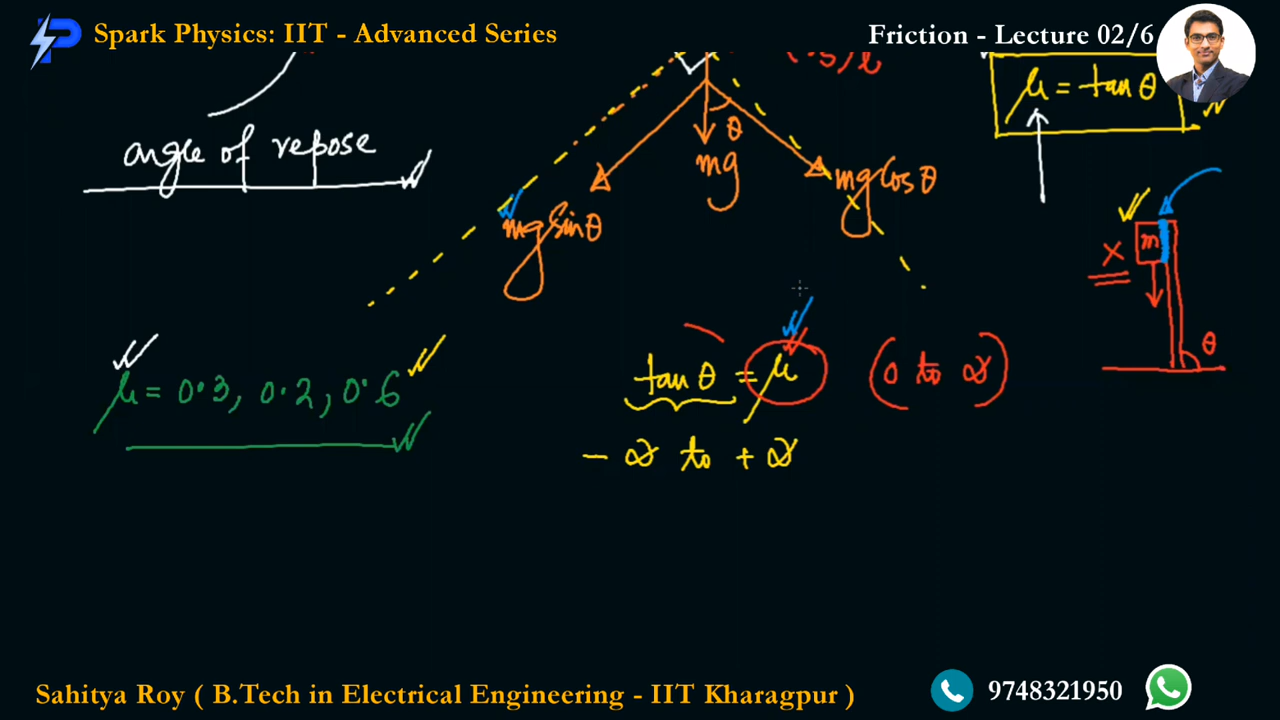 Spark Physics: IIT - Advanced Series
Friction - Lecture 02/6
μ = tan θ
angle of repose
θ
mg
mg cos θ
mg sin θ
m
×
θ
μ = 0.3, 0.2, 0.6
tan θ = μ
(0 to ∞)
- ∞ to + ∞
Sahitya Roy ( B.Tech in Electrical Engineering - IIT Kharagpur )
9748321950